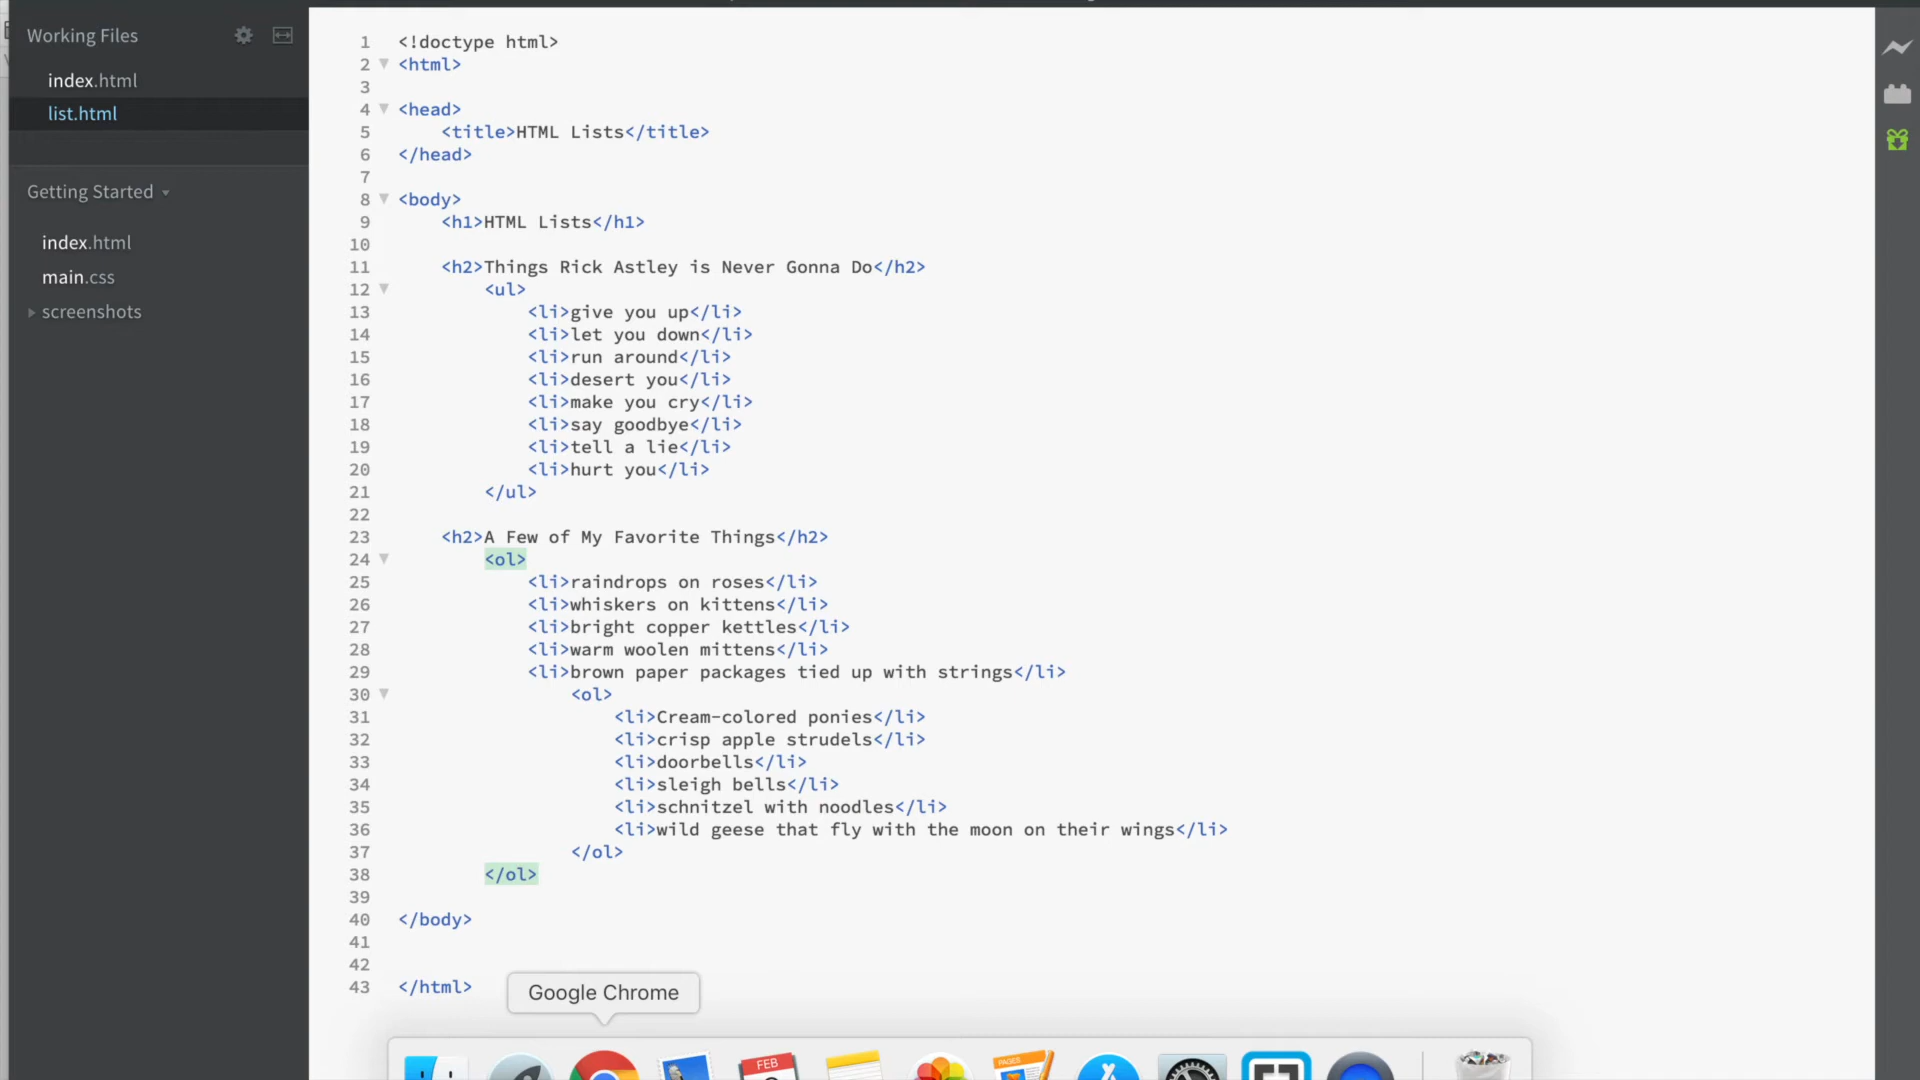 Working Files
index.html
list.html
Getting Started
index.html
main.css
screenshots
1 <!doctype html>
2 <html>
3
4 <head>
5 <title>HTML Lists</title>
6 </head>
7
8 <body>
9 <h1>HTML Lists</h1>
10
11 <h2>Things Rick Astley is Never Gonna Do</h2>
12 <ul>
13 <li>give you up</li>
14 <li>let you down</li>
15 <li>run around</li>
16 <li>desert you</li>
17 <li>make you cry</li>
18 <li>say goodbye</li>
19 <li>tell a lie</li>
20 <li>hurt you</li>
21 </ul>
22
23 <h2>A Few of My Favorite Things</h2>
24 <ol>
25 <li>raindrops on roses</li>
26 <li>whiskers on kittens</li>
27 <li>bright copper kettles</li>
28 <li>warm woolen mittens</li>
29 <li>brown paper packages tied up with strings</li>
30 <ol>
31 <li>Cream-colored ponies</li>
32 <li>crisp apple strudels</li>
33 <li>doorbells</li>
34 <li>sleigh bells</li>
35 <li>schnitzel with noodles</li>
36 <li>wild geese that fly with the moon on their wings</li>
37 </ol>
38 </ol>
39
40 </body>
41
42
43 </html>
Google Chrome
FEB
PAGES